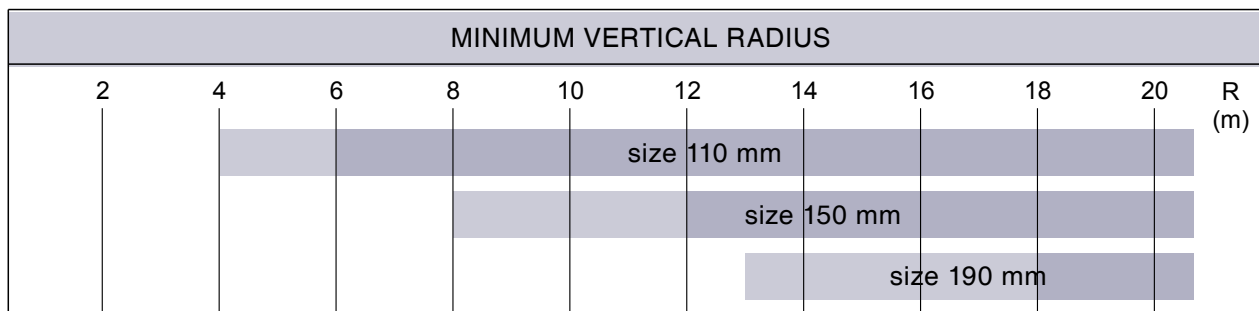 MINIMUM VERTICAL RADIUS
2 4 6 8 10 12 14 16 18 20 R
(m)
size 110 mm
size 150 mm
size 190 mm